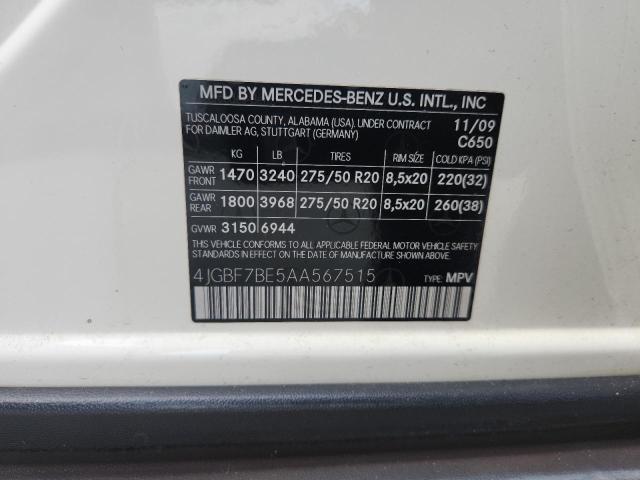 MFD BY MERCEDES-BENZ U.S. INTL., INC
TUSCALOOSA COUNTY, ALABAMA (USA). UNDER CONTRACT 11/09
FOR DAIMLER AG, STUTTGART (GERMANY) C650
KG LB TIRES RIM SIZE COLD KPA (PSI)
GAWR FRONT 1470 3240 275/50 R20 8,5x20 220(32)
GAWR REAR 1800 3968 275/50 R20 8,5x20 260(38)
GVWR 3150 6944
THIS VEHICLE CONFORMS TO ALL APPLICABLE FEDERAL MOTOR VEHICLE SAFETY
STANDARDS IN EFFECT ON THE DATE OF MANUFACTURE SHOWN ABOVE.
4JGBF7BE5AA567515 TYPE: MPV